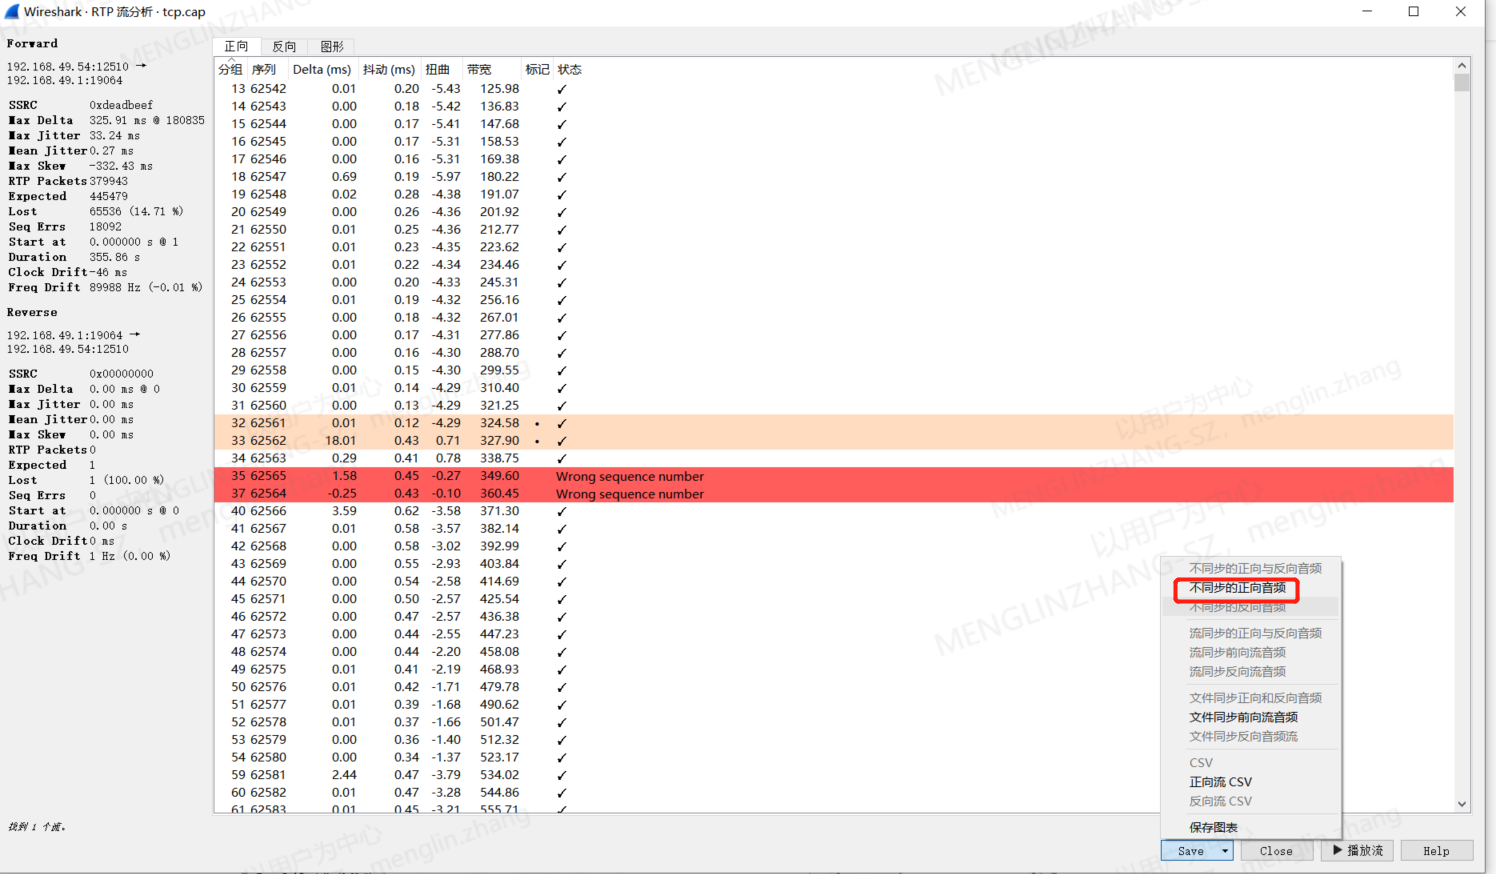 Wireshark · RTP 流分析 · tcp.cap
Forward
192.168.49.54:12510 →
192.168.49.1:19064
SSRC 0xdeadbeef
Max Delta 325.91 ms @ 180835
Max Jitter 33.24 ms
Mean Jitter 0.27 ms
Max Skew -332.43 ms
RTP Packets 379943
Expected 445479
Lost 65536 (14.71 %)
Seq Errs 18092
Start at 0.000000 s @ 1
Duration 355.86 s
Clock Drift -46 ms
Freq Drift 89988 Hz (-0.01 %)
Reverse
192.168.49.1:19064 →
192.168.49.54:12510
SSRC 0x00000000
Max Delta 0.00 ms @ 0
Max Jitter 0.00 ms
Mean Jitter 0.00 ms
Max Skew 0.00 ms
RTP Packets 0
Expected 1
Lost 1 (100.00 %)
Seq Errs 0
Start at 0.000000 s @ 0
Duration 0.00 s
Clock Drift 0 ms
Freq Drift 1 Hz (0.00 %)
找到 1 个流。
正向 反向 图形
分组 序列 Delta (ms) 抖动 (ms) 扭曲 带宽 标记 状态
13 62542 0.01 0.20 -5.43 125.98 ✓
14 62543 0.00 0.18 -5.42 136.83 ✓
15 62544 0.00 0.17 -5.41 147.68 ✓
16 62545 0.00 0.17 -5.31 158.53 ✓
17 62546 0.00 0.16 -5.31 169.38 ✓
18 62547 0.69 0.19 -5.97 180.22 ✓
19 62548 0.02 0.28 -4.38 191.07 ✓
20 62549 0.00 0.26 -4.36 201.92 ✓
21 62550 0.01 0.25 -4.36 212.77 ✓
22 62551 0.01 0.23 -4.35 223.62 ✓
23 62552 0.01 0.22 -4.34 234.46 ✓
24 62553 0.00 0.20 -4.33 245.31 ✓
25 62554 0.01 0.19 -4.32 256.16 ✓
26 62555 0.00 0.18 -4.32 267.01 ✓
27 62556 0.00 0.17 -4.31 277.86 ✓
28 62557 0.00 0.16 -4.30 288.70 ✓
29 62558 0.00 0.15 -4.30 299.55 ✓
30 62559 0.01 0.14 -4.29 310.40 ✓
31 62560 0.00 0.13 -4.29 321.25 ✓
32 62561 0.01 0.12 -4.29 324.58 • ✓
33 62562 18.01 0.43 0.71 327.90 • ✓
34 62563 0.29 0.41 0.78 338.75 ✓
35 62565 1.58 0.45 -0.27 349.60 Wrong sequence number
37 62564 -0.25 0.43 -0.10 360.45 Wrong sequence number
40 62566 3.59 0.62 -3.58 371.30 ✓
41 62567 0.01 0.58 -3.57 382.14 ✓
42 62568 0.00 0.58 -3.02 392.99 ✓
43 62569 0.00 0.55 -2.93 403.84 ✓
44 62570 0.00 0.54 -2.58 414.69 ✓
45 62571 0.00 0.50 -2.57 425.54 ✓
46 62572 0.00 0.47 -2.57 436.38 ✓
47 62573 0.00 0.44 -2.55 447.23 ✓
48 62574 0.00 0.44 -2.20 458.08 ✓
49 62575 0.01 0.41 -2.19 468.93 ✓
50 62576 0.01 0.42 -1.71 479.78 ✓
51 62577 0.01 0.39 -1.68 490.62 ✓
52 62578 0.01 0.37 -1.66 501.47 ✓
53 62579 0.00 0.36 -1.40 512.32 ✓
54 62580 0.00 0.34 -1.37 523.17 ✓
59 62581 2.44 0.47 -3.79 534.02 ✓
60 62582 0.01 0.47 -3.28 544.86 ✓
61 62583 0.01 0.45 -3.21 555.71 ✓
不同步的正向与反向音频
不同步的正向音频
不同步的反向音频
流同步的正向与反向音频
流同步前向流音频
流同步反向流音频
文件同步正向和反向音频
文件同步前向流音频
文件同步反向音频流
CSV
正向流 CSV
反向流 CSV
保存图表
Save Close ▶ 播放流 Help
MENGLINZHANG-SZ,
以用户为中心
menglin.zhang